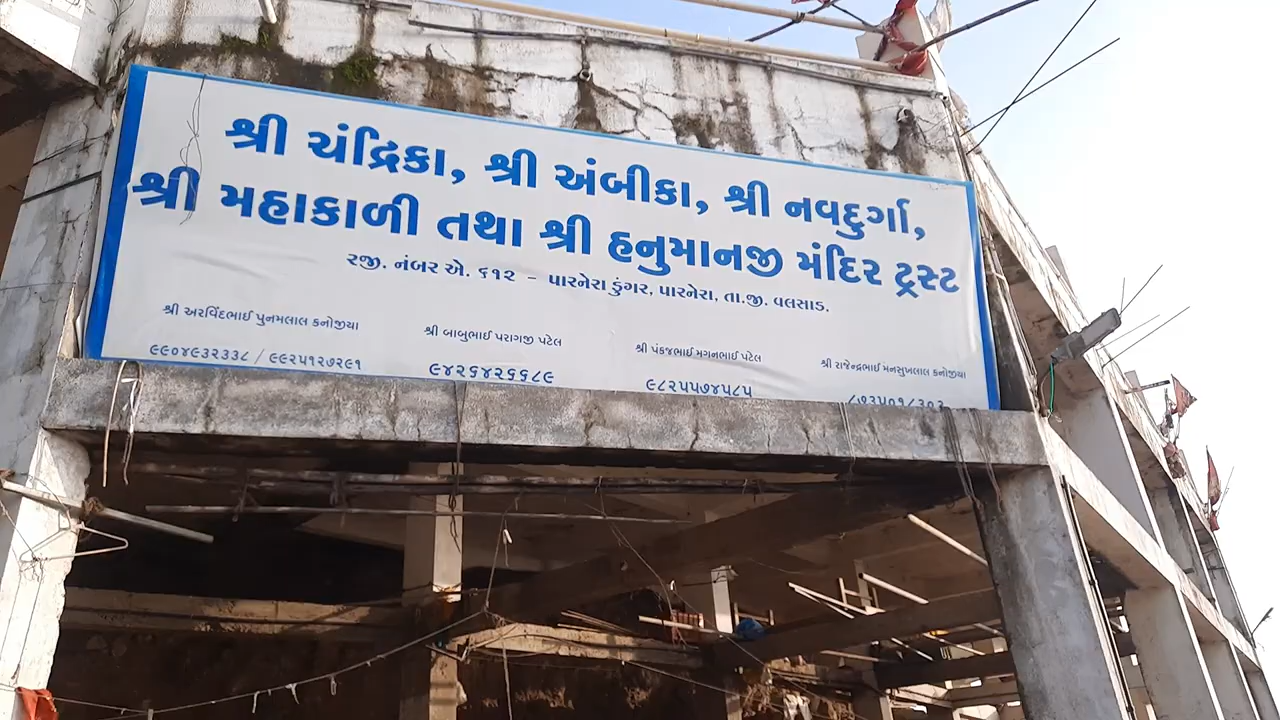 શ્રી ચંદ્રિકા, શ્રી અંબીકા, શ્રી નવદુર્ગા,
શ્રી મહાકાળી તથા શ્રી હનુમાનજી મંદિર ટ્રસ્ટ
રજી. નંબર એ. ૬૧૨ - પારનેરા ડુંગર, પારનેરા, તા.જી. વલસાડ.
શ્રી અરવિંદભાઈ પુનમલાલ કનોજીયા શ્રી બાબુભાઈ પરાગજી પટેલ શ્રી પંકજભાઈ મગનભાઈ પટેલ શ્રી રાજેન્દ્રભાઈ મનસુખલાલ કનોજીયા
૯૯૦૪૯૩૨૩૩૮ / ૯૯૨૫૧૨૭૨૯૧ ૯૪૨૬૪૨૬૬૮૯ ૯૮૨૫૫૭૪૫૮૫